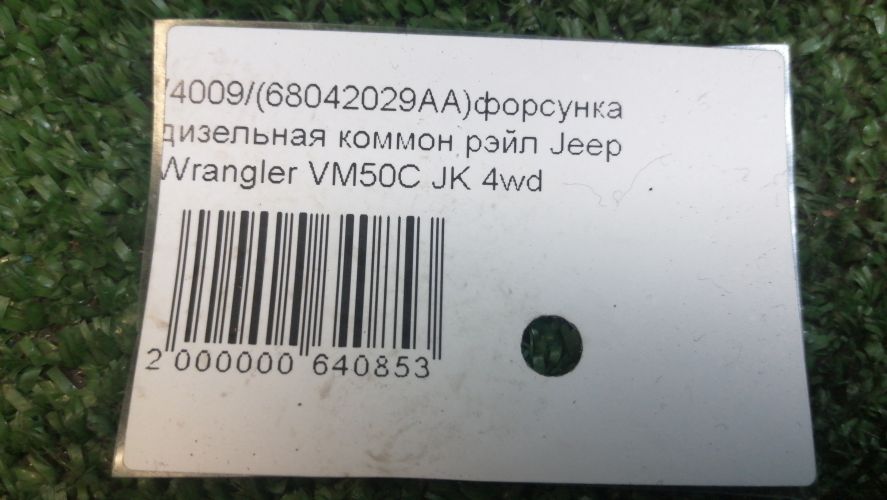 /4009/(68042029AA)форсунка
дизельная коммон рэйл Jeep
Wrangler VM50C JK 4wd
2 000000 640853